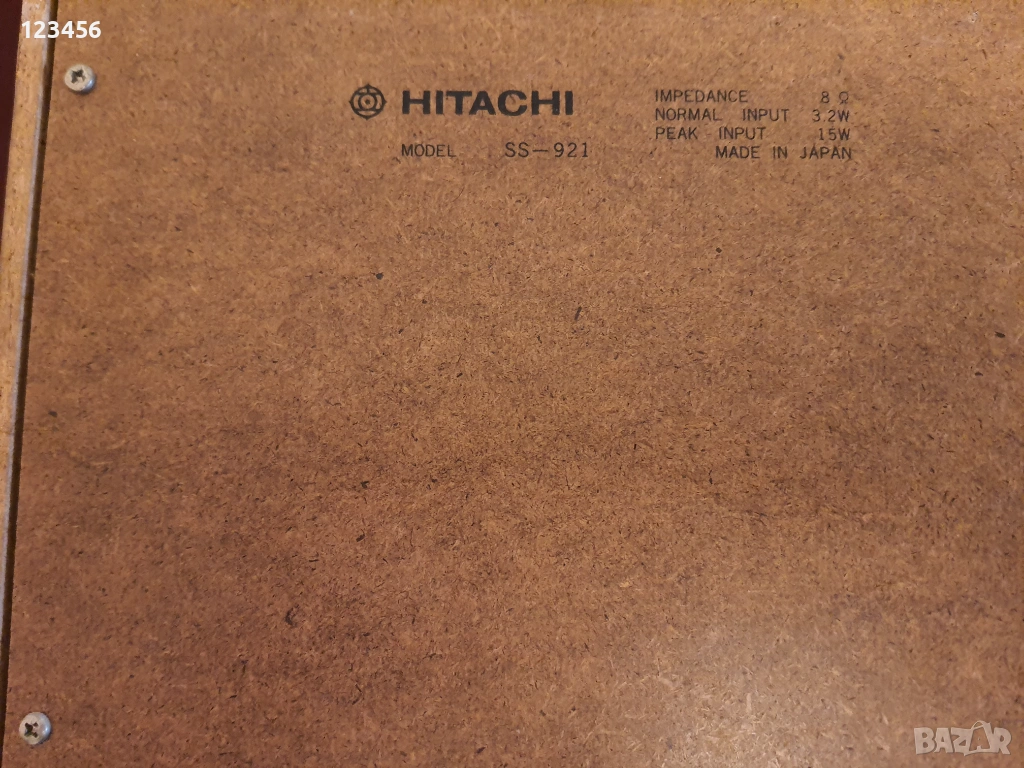 123456
HITACHI
MODEL SS-921
IMPEDANCE 8 Ω
NORMAL INPUT 3.2W
PEAK INPUT 15W
MADE IN JAPAN
BAZAR